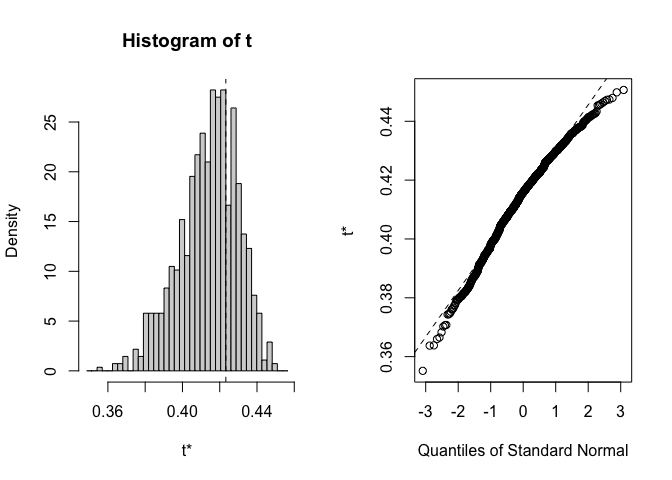 Histogram of t
Density
0 5 10 15 20 25
0.36 0.40 0.44
t*
t*
0.36 0.38 0.40 0.42 0.44
-3 -2 -1 0 1 2 3
Quantiles of Standard Normal